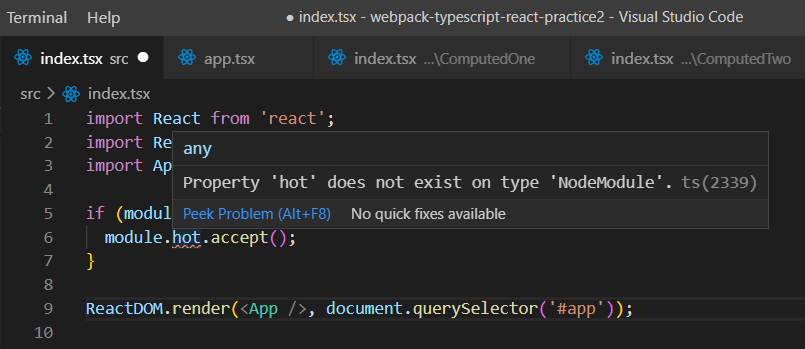 Terminal Help ● index.tsx - webpack-typescript-react-practice2 - Visual Studio Code
index.tsx src ● app.tsx index.tsx ...\ComputedOne index.tsx ...\ComputedTwo
src > index.tsx
1 import React from 'react';
2 import Re
any
3 import Ap
Property 'hot' does not exist on type 'NodeModule'. ts(2339)
4
5 if (modul
Peek Problem (Alt+F8) No quick fixes available
6 module.hot.accept();
7 }
8
9 ReactDOM.render(<App />, document.querySelector('#app'));
10